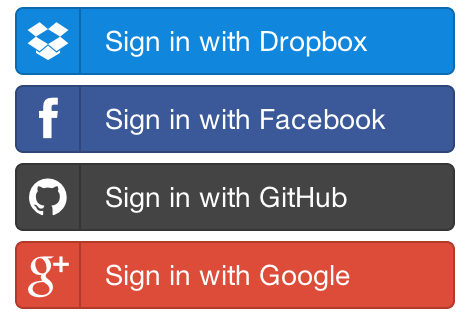 Sign in with Dropbox
f Sign in with Facebook
Sign in with GitHub
g+ Sign in with Google